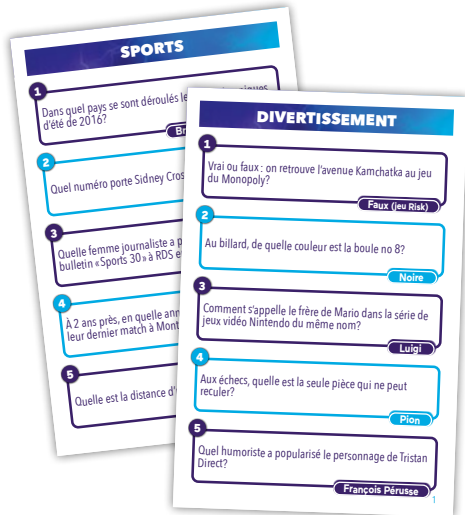 SPORTS
1
Dans quel pays se sont déroulés
d'été de 2016?
2
Quel numéro porte Sidney
3
Quelle femme journaliste a
bulletin «Sports 30» à RDS
4
À 2 ans près, en quelle
leur dernier match à
5
Quelle est la distance
DIVERTISSEMENT
1
Vrai ou faux : on retrouve l'avenue Kamchatka au jeu
du Monopoly?
Faux (jeu Risk)
2
Au billard, de quelle couleur est la boule no 8?
Noire
3
Comment s'appelle le frère de Mario dans la série de
jeux vidéo Nintendo du même nom?
Luigi
4
Aux échecs, quelle est la seule pièce qui ne peut
reculer?
Pion
5
Quel humoriste a popularisé le personnage de Tristan
Direct?
François Pérusse
1